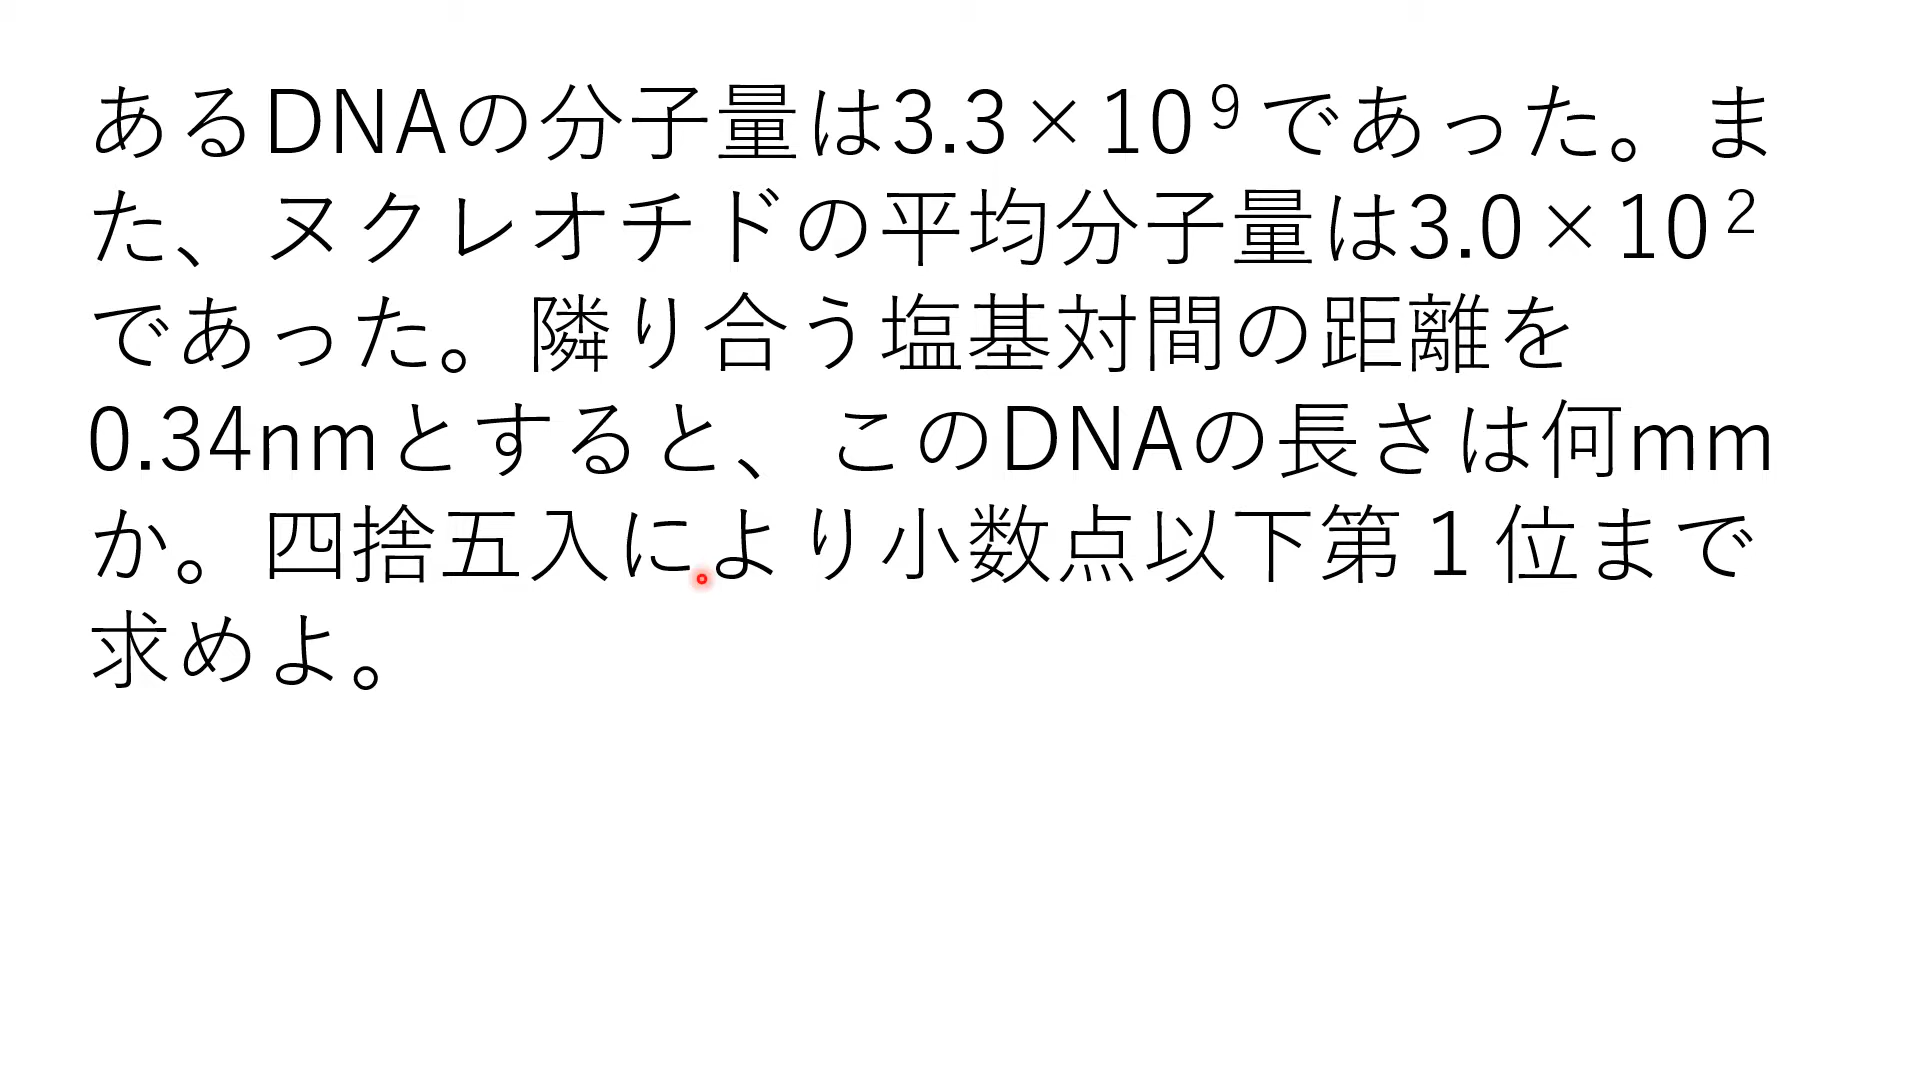 あるDNAの分子量は3.3×10⁹であった。ま
た、ヌクレオチドの平均分子量は3.0×10²
であった。隣り合う塩基対間の距離を
0.34nmとすると、このDNAの長さは何mm
か。四捨五入により小数点以下第１位まで
求めよ。